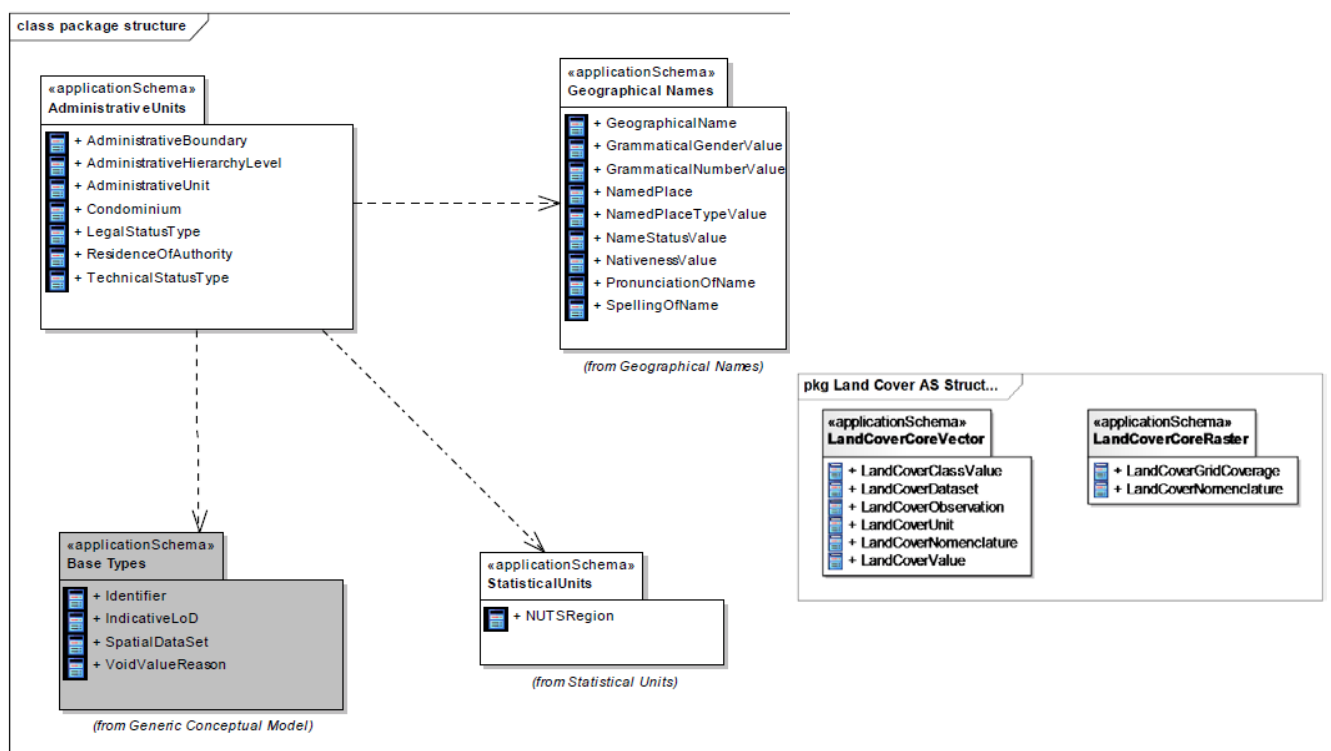 class package structure
«applicationSchema»
AdministrativeUnits
+ AdministrativeBoundary
+ AdministrativeHierarchyLevel
+ AdministrativeUnit
+ Condominium
+ LegalStatusType
+ ResidenceOfAuthority
+ TechnicalStatusType
«applicationSchema»
Geographical Names
+ GeographicalName
+ GrammaticalGenderValue
+ GrammaticalNumberValue
+ NamedPlace
+ NamedPlaceTypeValue
+ NameStatusValue
+ NativenessValue
+ PronunciationOfName
+ SpellingOfName
(from Geographical Names)
«applicationSchema»
Base Types
+ Identifier
+ IndicativeLoD
+ SpatialDataSet
+ VoidValueReason
(from Generic Conceptual Model)
«applicationSchema»
StatisticalUnits
+ NUTSRegion
(from Statistical Units)
pkg Land Cover AS Struct...
«applicationSchema»
LandCoverCoreVector
+ LandCoverClassValue
+ LandCoverDataset
+ LandCoverObservation
+ LandCoverUnit
+ LandCoverNomenclature
+ LandCoverValue
«applicationSchema»
LandCoverCoreRaster
+ LandCoverGridCoverage
+ LandCoverNomenclature